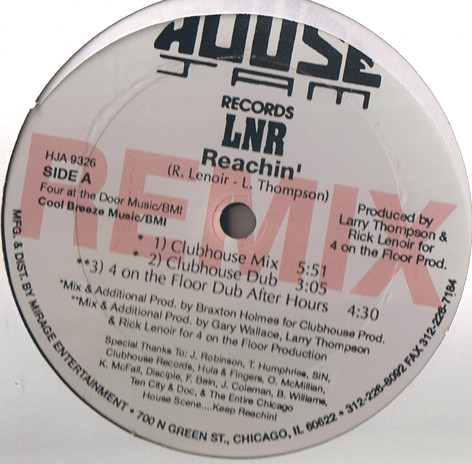 HOUSE
JAM
RECORDS
LNR
Reachin'
(R. Lenoir - L. Thompson)
REMIX
HJA 9326
SIDE A
Four at the Door Music/BMI
Cool Breeze Music/BMI
Produced by
Larry Thompson &
Rick Lenoir for
4 on the Floor Prod.
* 1) Clubhouse Mix 5:51
* 2) Clubhouse Dub 3:05
**3) 4 on the Floor Dub After Hours 4:30
*Mix & Additional Prod. by Braxton Holmes for Clubhouse Prod.
**Mix & Additional Prod. by Gary Wallace, Larry Thompson
& Rick Lenoir for 4 on the Floor Production
Special Thanks To: J. Robinson, T. Humphries, SIN,
Clubhouse Records, Hula & Fingers, O. McMillian,
K. McFall, Disciple, F. Bain, J. Coleman, B. Williams,
Ten City & Doc, & The Entire Chicago
House Scene....Keep Reachin!
MFG. & DIST. BY MIRAGE ENTERTAINMENT • 700 N GREEN ST., CHICAGO, IL 60622 • 312-226-8092 FAX 312-226-7184